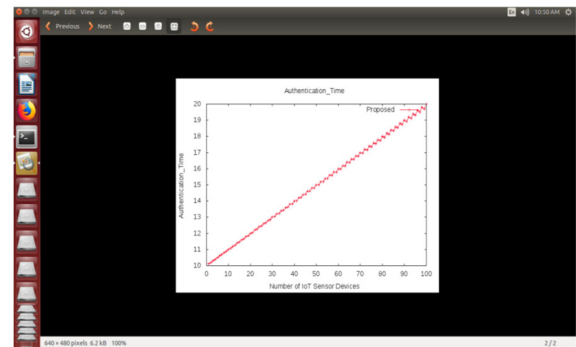 Image Edit View Go Help
En 10:50 AM
Previous Next
Authentication_Time
Proposed
20
19
18
17
16
15
14
13
12
11
10
Authentication_Time
0 10 20 30 40 50 60 70 80 90 100
Number of IoT Sensor Devices
640 × 480 pixels 6.2 kB 100%
2 / 2